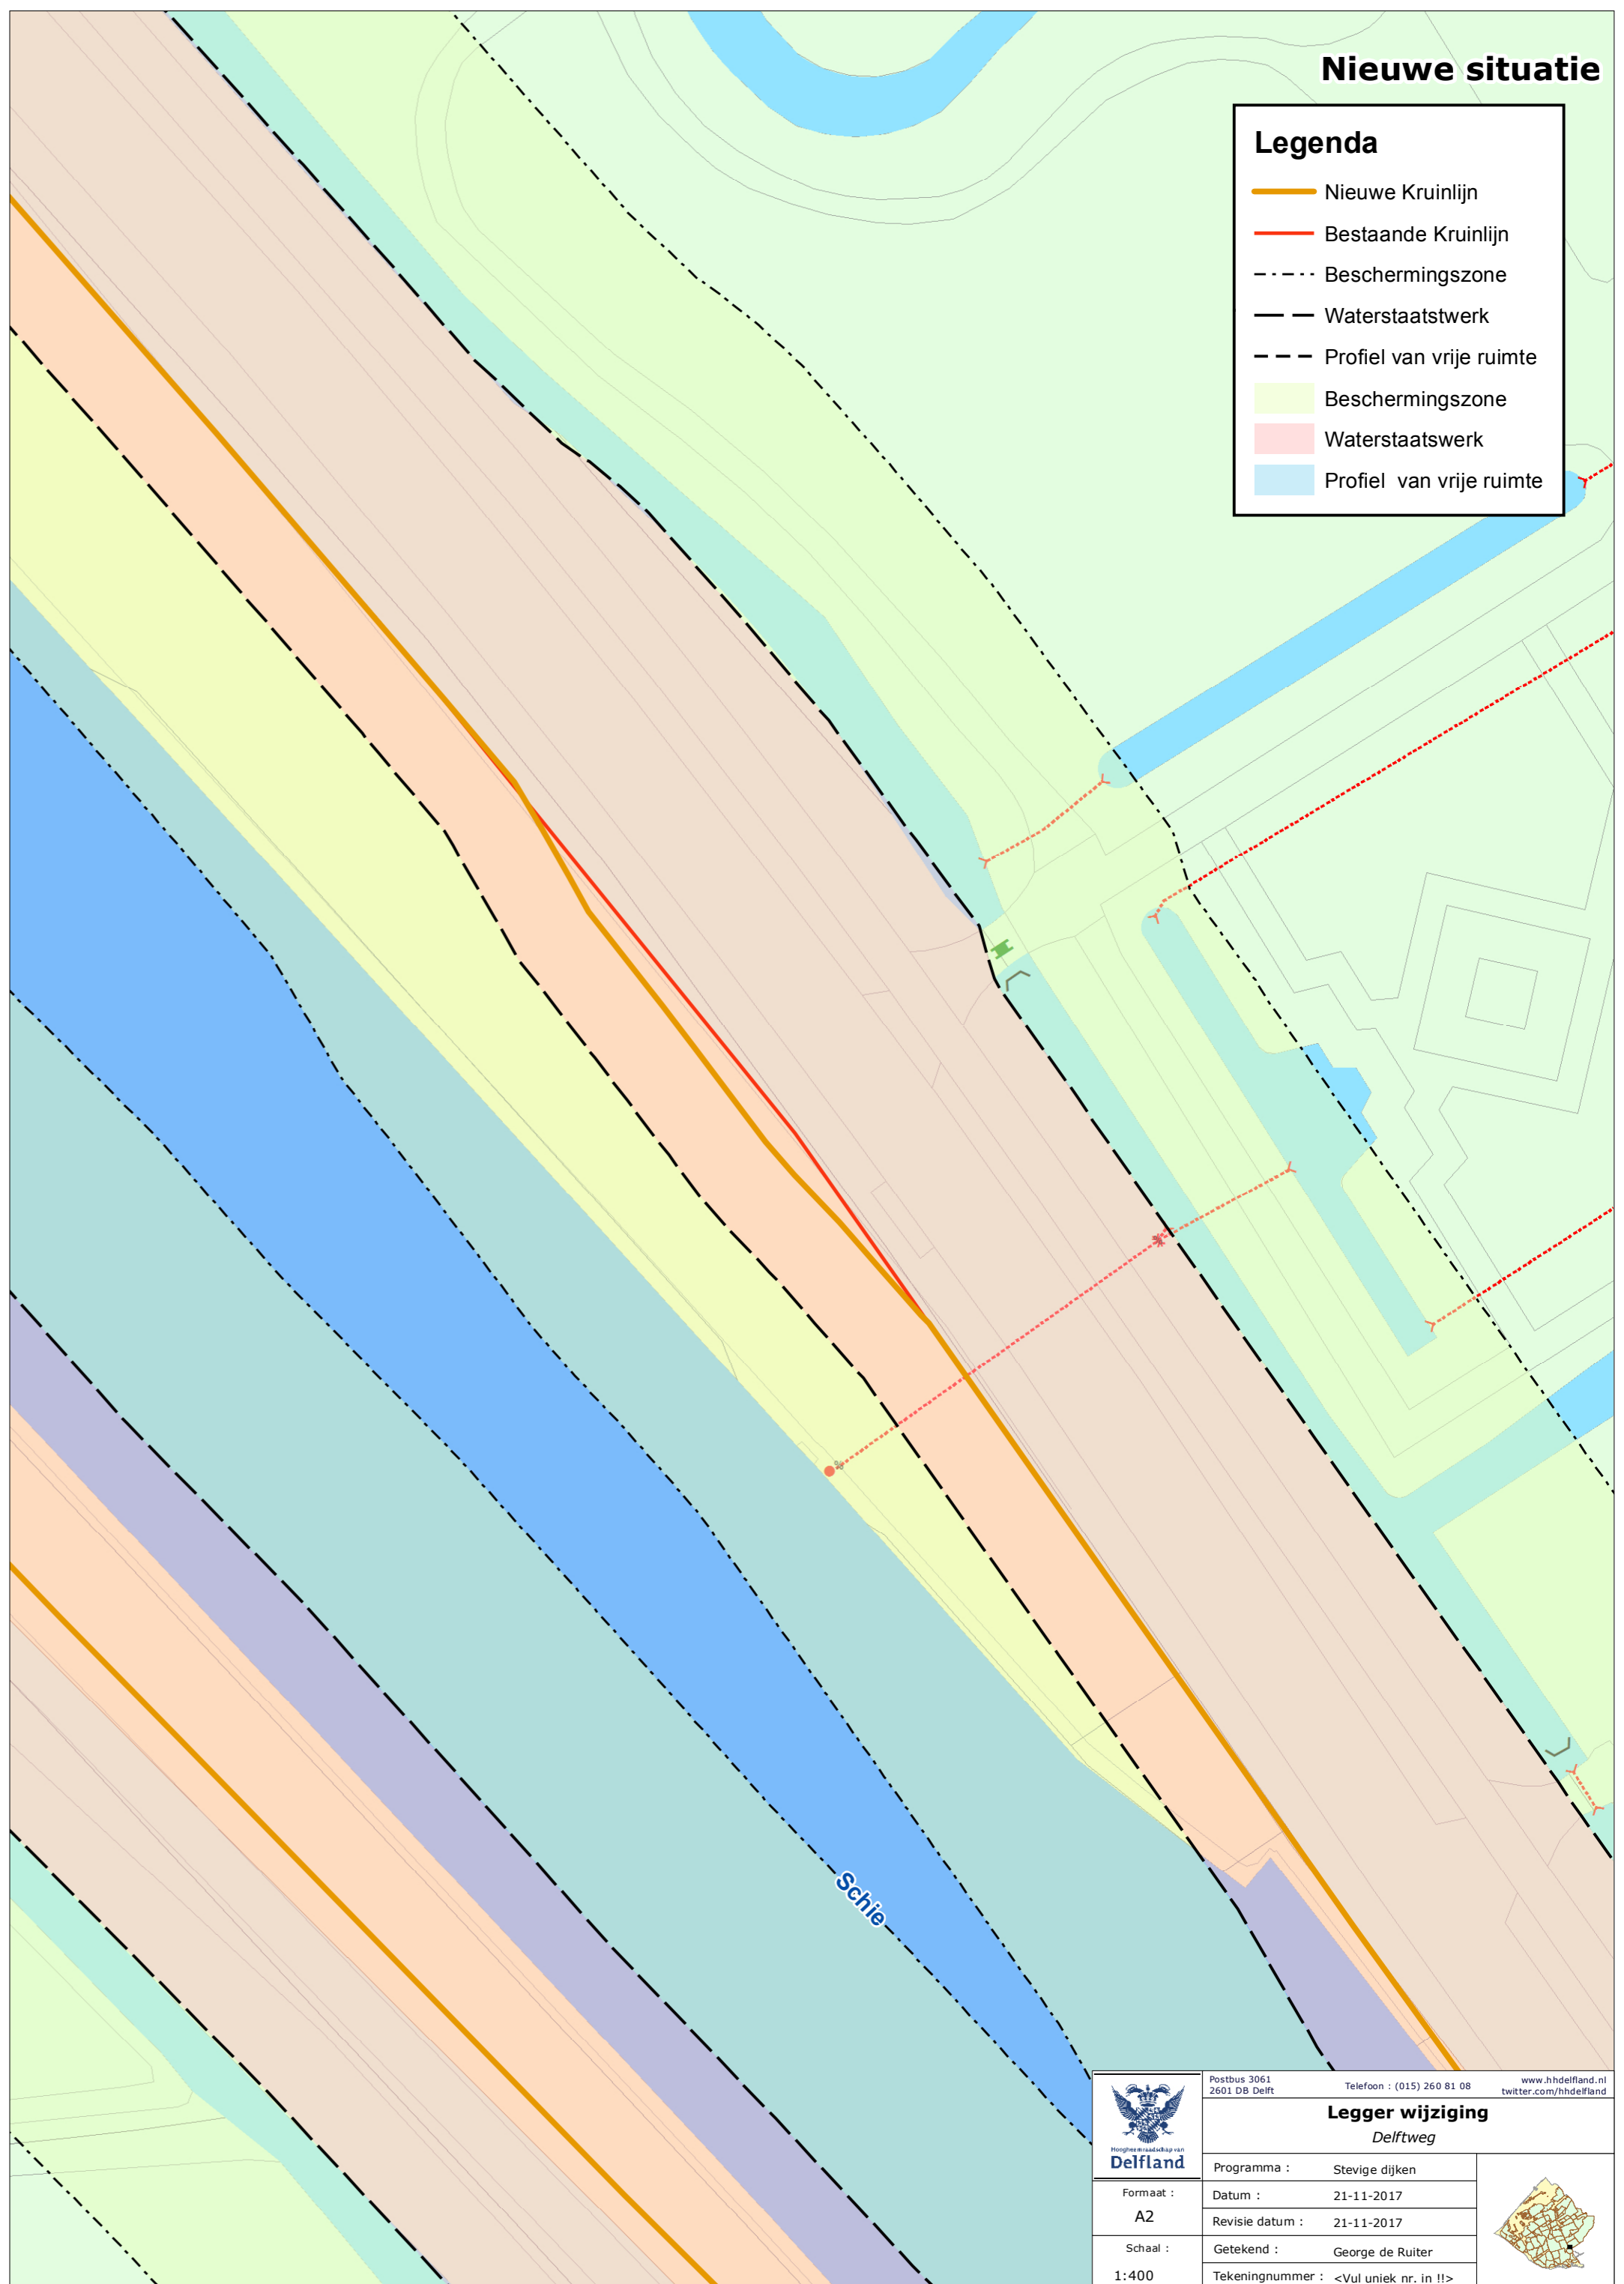 Nieuwe situatie
Legenda
Nieuwe Kruinlijn
Bestaande Kruinlijn
Beschermingszone
Waterstaatstwerk
Profiel van vrije ruimte
Beschermingszone
Waterstaatswerk
Profiel van vrije ruimte
Schie
Postbus 3061
2601 DB Delft
Telefoon : (015) 260 81 08
www.hhdelfland.nl
twitter.com/hhdelfland
Legger wijziging
Delftweg
Hoogheemraadschap van
Delfland
Programma : Stevige dijken
Formaat :
A2
Datum : 21-11-2017
Revisie datum : 21-11-2017
Schaal :
1:400
Getekend : George de Ruiter
Tekeningnummer : <Vul uniek nr. in !!>